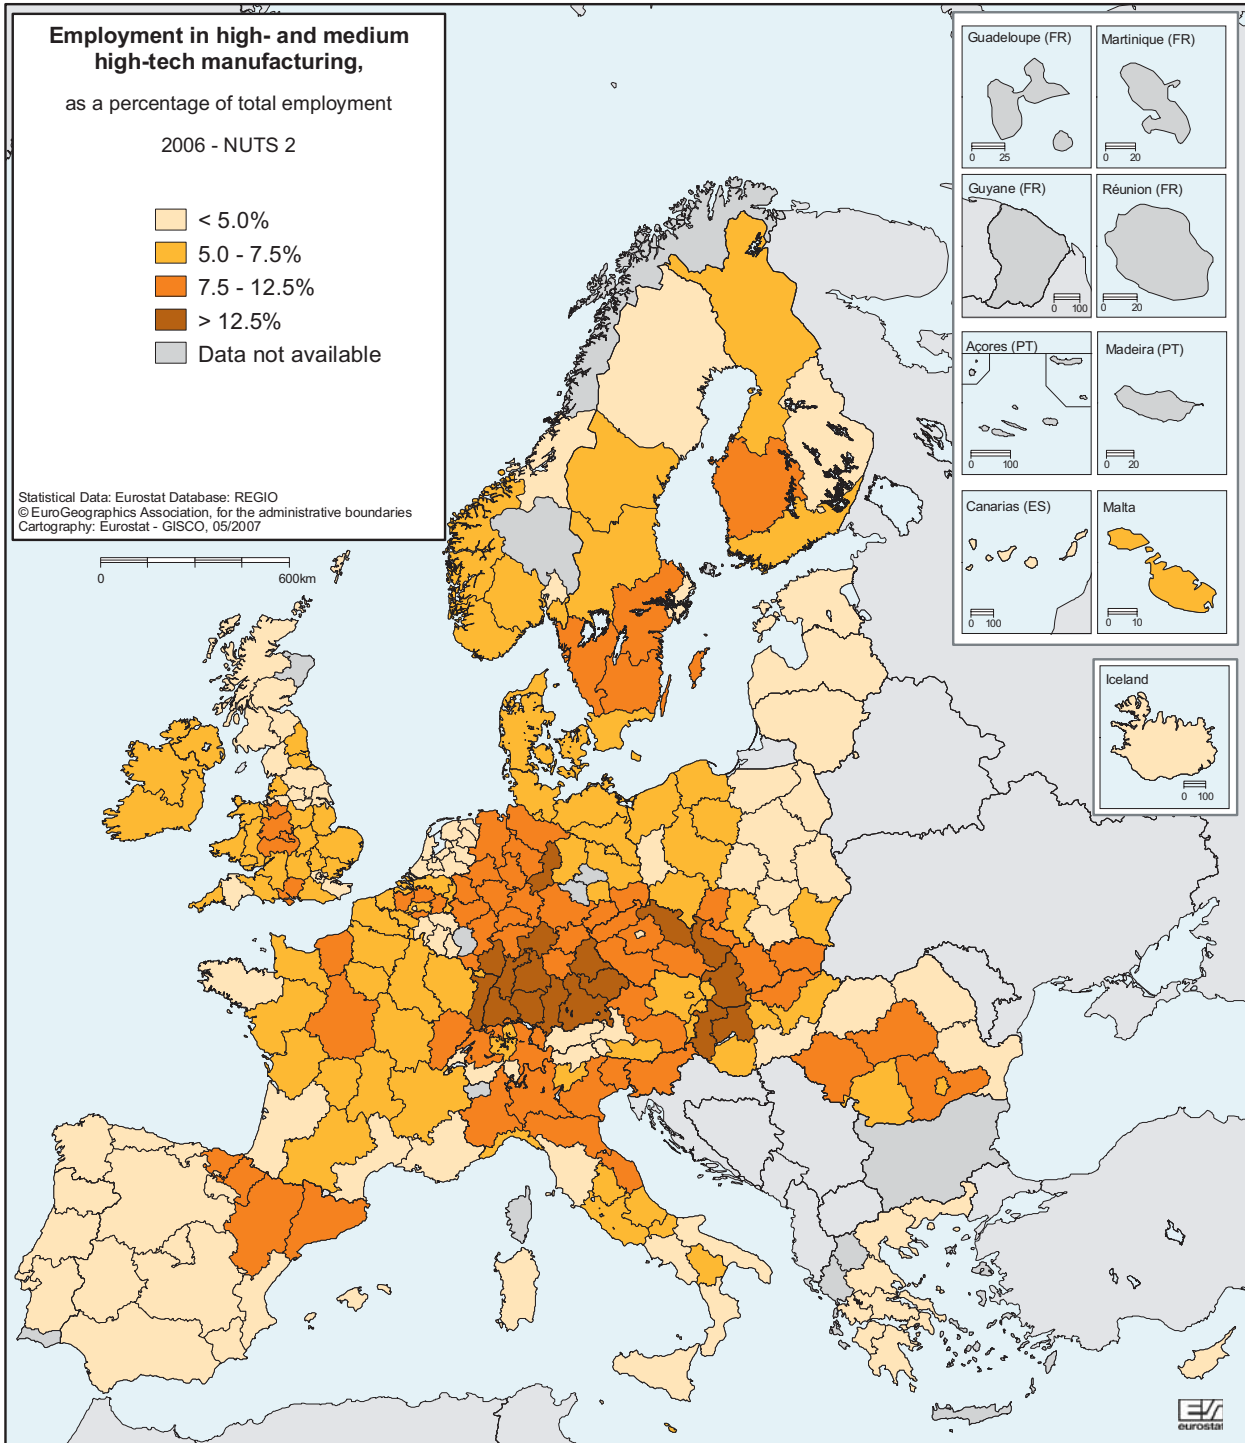 Employment in high- and medium
high-tech manufacturing,
as a percentage of total employment
2006 - NUTS 2
< 5.0%
5.0 - 7.5%
7.5 - 12.5%
> 12.5%
Data not available
Statistical Data: Eurostat Database: REGIO
© EuroGeographics Association, for the administrative boundaries
Cartography: Eurostat - GISCO, 05/2007
0 600km
Guadeloupe (FR)
0 25
Martinique (FR)
0 20
Guyane (FR)
0 100
Réunion (FR)
0 20
Açores (PT)
0 100
Madeira (PT)
0 20
Canarias (ES)
0 100
Malta
0 10
Iceland
0 100
eurostat